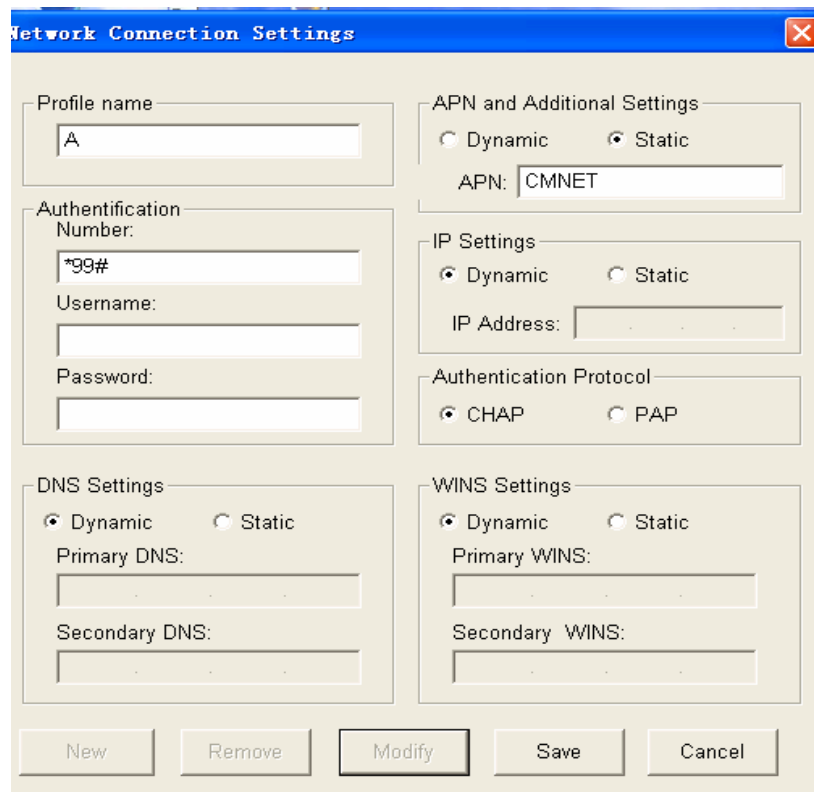 Network Connection Settings
Profile name
A
Authentification
Number:
*99#
Username:
Password:
APN and Additional Settings
Dynamic Static
APN: CMNET
IP Settings
Dynamic Static
IP Address:
Authentication Protocol
CHAP PAP
DNS Settings
Dynamic Static
Primary DNS:
Secondary DNS:
WINS Settings
Dynamic Static
Primary WINS:
Secondary WINS:
New Remove Modify Save Cancel